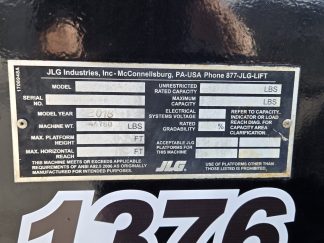 JLG Industries, Inc - McConnellsburg, PA-USA Phone 877-JLG-LIFT
MODEL
SERIAL NO.
MODEL YEAR
MACHINE WT. LBS
MAX. PLATFORM HEIGHT FT
MAX. HORIZONTAL REACH FT
THIS MACHINE MEETS OR EXCEEDS APPLICABLE
REQUIREMENTS OF ANSI A92.5 2006 AS ORIGINALLY
MANUFACTURED FOR INTENDED PURPOSES.
UNRESTRICTED RATED CAPACITY LBS
MAXIMUM CAPACITY LBS
ELECTRICAL SYSTEMS VOLTAGE
RATED GRADEABILITY %
REFER TO CAPACITY
INDICATOR OR LOAD
REACH DIAG. FOR
CAPACITY AREA
CLARIFICATION.
ACCEPTABLE JLG
PLATFORMS FOR
THIS MACHINE
JLG
USE OF PLATFORMS OTHER THAN
THOSE LISTED IS PROHIBITED.
1376